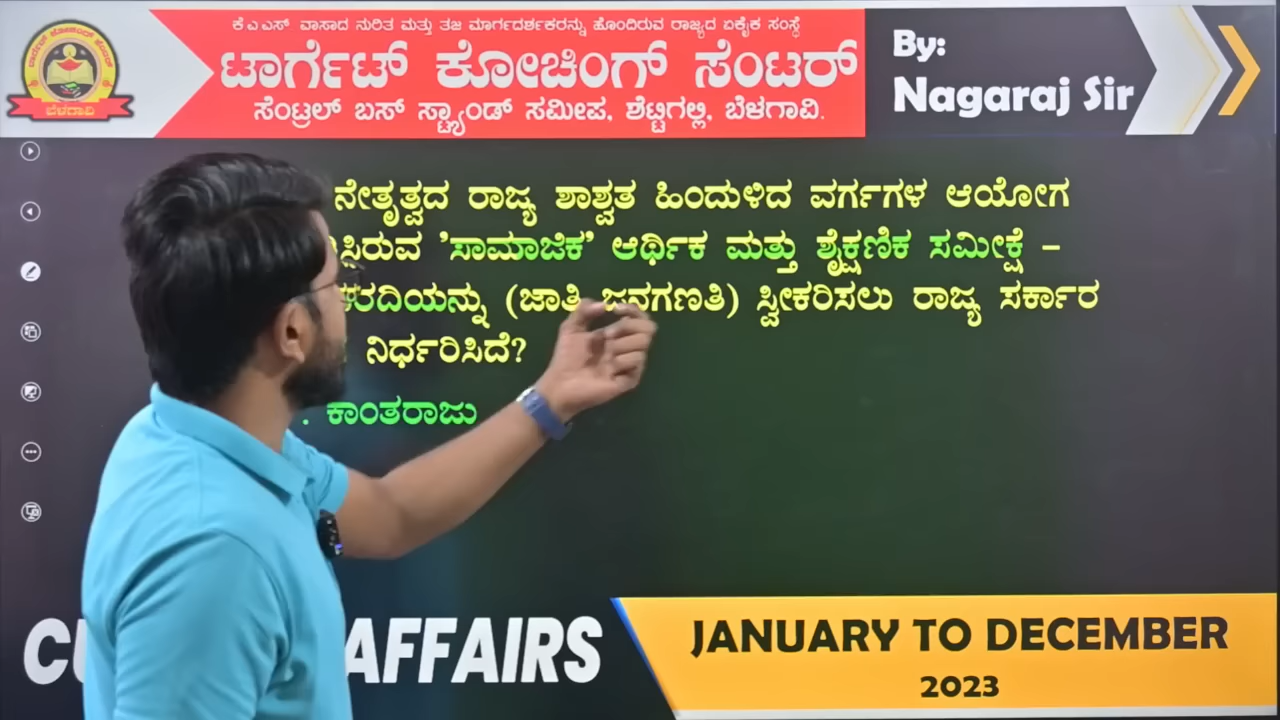 ಕೆ.ಎ.ಎಸ್ ಪಾಸಾದ ನುರಿತ ಮತ್ತು ತಜ್ಞ ಮಾರ್ಗದರ್ಶಕರನ್ನು ಹೊಂದಿರುವ ರಾಜ್ಯದ ಏಕೈಕ ಸಂಸ್ಥೆ
ಟಾರ್ಗೆಟ್ ಕೋಚಿಂಗ್ ಸೆಂಟರ್
ಸೆಂಟ್ರಲ್ ಬಸ್ ಸ್ಟ್ಯಾಂಡ್ ಸಮೀಪ, ಶೆಟ್ಟಿಗಲ್ಲಿ, ಬೆಳಗಾವಿ.
By:
Nagaraj Sir
ಬೆಳಗಾವಿ
ನೇತೃತ್ವದ ರಾಜ್ಯ ಶಾಶ್ವತ ಹಿಂದುಳಿದ ವರ್ಗಗಳ ಆಯೋಗ
'ಸಾಮಾಜಿಕ' ಆರ್ಥಿಕ ಮತ್ತು ಶೈಕ್ಷಣಿಕ ಸಮೀಕ್ಷೆ –
(ಜಾತಿ ಜನಗಣತಿ) ಸ್ವೀಕರಿಸಲು ರಾಜ್ಯ ಸರ್ಕಾರ
ನಿರ್ಧರಿಸಿದೆ?
. ಕಾಂತರಾಜು
AFFAIRS
JANUARY TO DECEMBER
2023